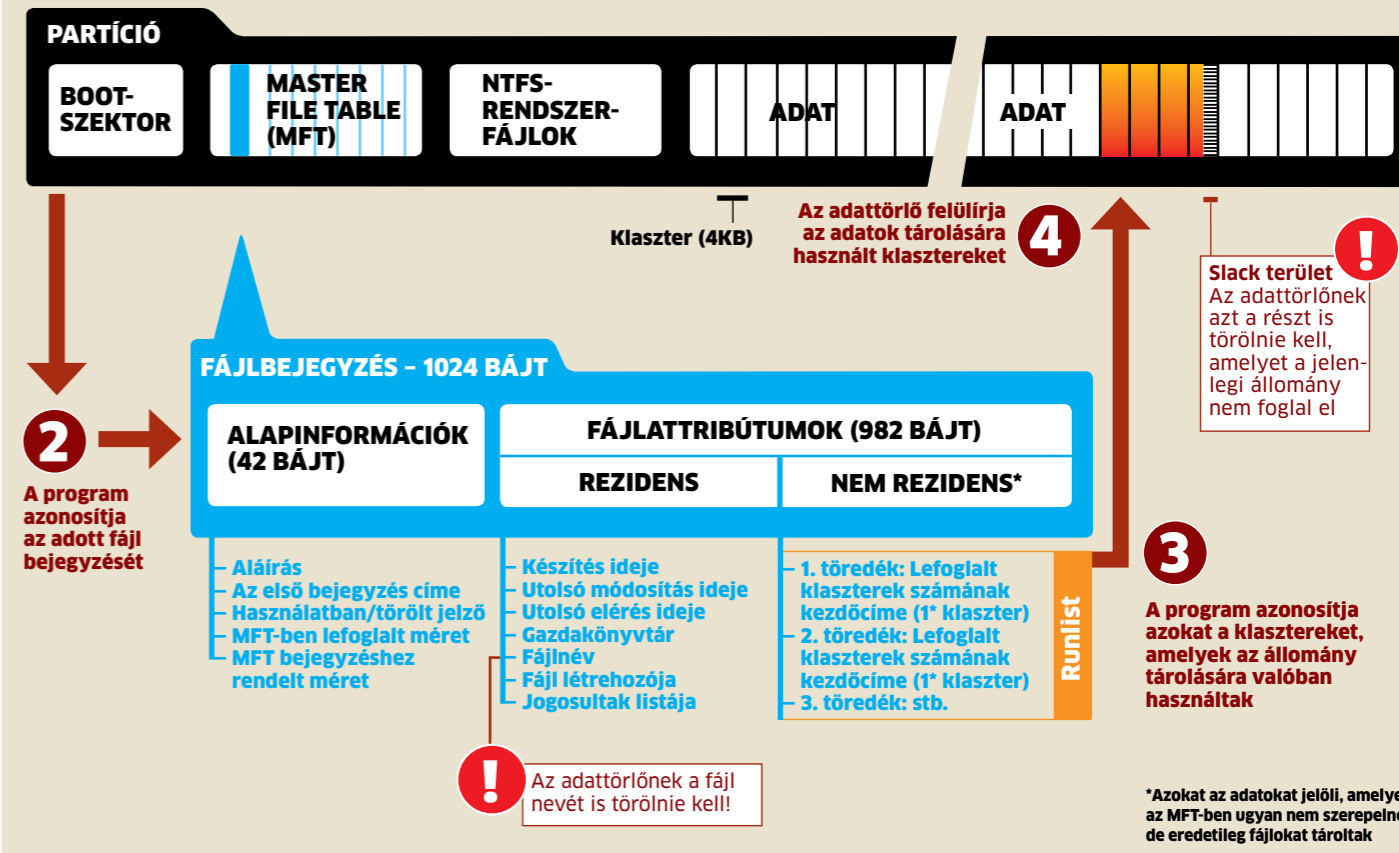 PARTÍCIÓ
BOOT-
SZEKTOR
MASTER
FILE TABLE
(MFT)
NTFS-
RENDSZER-
FÁJLOK
ADAT
ADAT
Klaszter (4KB)
Az adattörlő felülírja
az adatok tárolására
használt klasztereket
4
!
Slack terület
Az adattörlőnek
azt a részt is
törölnie kell,
amelyet a jelen-
legi állomány
nem foglal el
2
A program
azonosítja
az adott fájl
bejegyzését
FÁJLBEJEGYZÉS – 1024 BÁJT
ALAPINFORMÁCIÓK
(42 BÁJT)
FÁJLATTRIBÚTUMOK (982 BÁJT)
REZIDENS
NEM REZIDENS*
– Aláírás
– Az első bejegyzés címe
– Használatban/törölt jelző
– MFT-ben lefoglalt méret
– MFT bejegyzéshez
rendelt méret
– Készítés ideje
– Utolsó módosítás ideje
– Utolsó elérés ideje
– Gazdakönyvtár
– Fájlnév
– Fájl létrehozója
– Jogosultak listája
– 1. töredék: Lefoglalt
klaszterek számának
kezdőcíme (1* klaszter)
– 2. töredék: Lefoglalt
klaszterek számának
kezdőcíme (1* klaszter)
– 3. töredék: stb.
Runlist
3
A program azonosítja
azokat a klasztereket,
amelyek az állomány
tárolására valóban
használtak
!
Az adattörlőnek a fájl
nevét is törölnie kell!
*Azokat az adatokat jelöli, amelye
az MFT-ben ugyan nem szerepelne
de eredetileg fájlokat tároltak